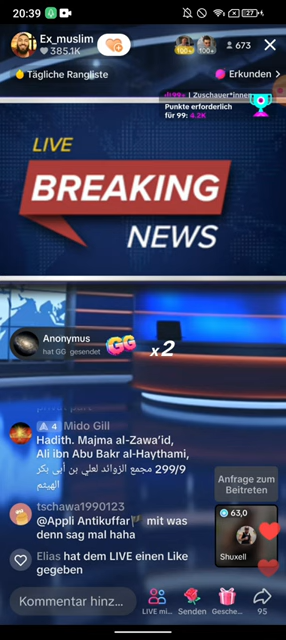 20:39
27
Ex_muslim
385.1K
100+
100+
673
Tägliche Rangliste
Erkunden >
99+ | Zuschauer*innen
Punkte erforderlich
für 99: 4.2K
LIVE
BREAKING
NEWS
Anonymus
hat GG gesendet
GG
x2
4 Mido Gill
Hadith. Majma al-Zawa'id,
Ali ibn Abu Bakr al-Haythami,
299/9 مجمع الزوائد لعلي بن أبي بكر
الهيتم
tschawa1990123
@Appli Antikuffar🏴 mit was
denn sag mal haha
Elias hat dem LIVE einen Like
gegeben
Anfrage zum
Beitreten
63,0
Shuxell
Kommentar hinz...
LIVE mi...
Senden
Gesche...
95